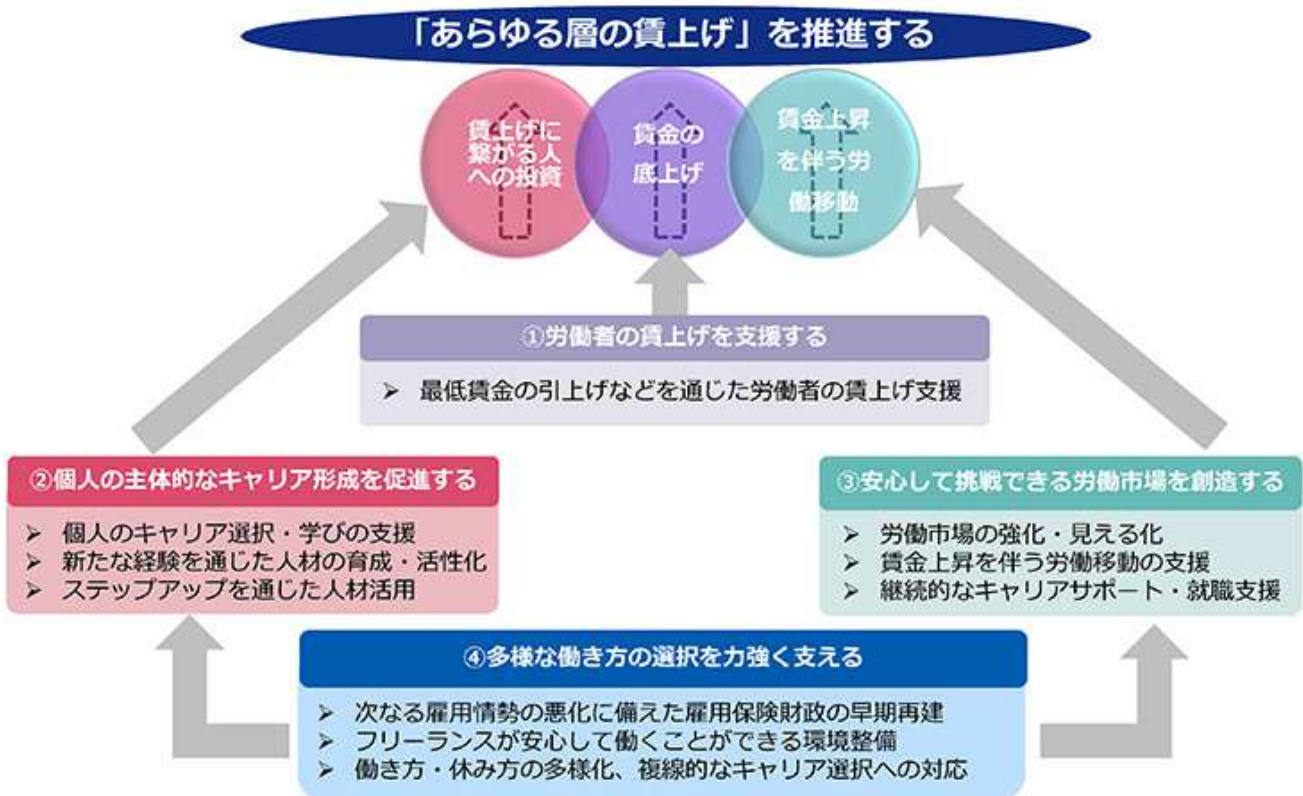 「あらゆる層の賃上げ」を推進する
賃上げに
繋がる人
への投資
賃金の
底上げ
賃金上昇
を伴う労
働移動
①労働者の賃上げを支援する
➢ 最低賃金の引上げなどを通じた労働者の賃上げ支援
②個人の主体的なキャリア形成を促進する
➢ 個人のキャリア選択・学びの支援
➢ 新たな経験を通じた人材の育成・活性化
➢ ステップアップを通じた人材活用
③安心して挑戦できる労働市場を創造する
➢ 労働市場の強化・見える化
➢ 賃金上昇を伴う労働移動の支援
➢ 継続的なキャリアサポート・就職支援
④多様な働き方の選択を力強く支える
➢ 次なる雇用情勢の悪化に備えた雇用保険財政の早期再建
➢ フリーランスが安心して働くことができる環境整備
➢ 働き方・休み方の多様化、複線的なキャリア選択への対応